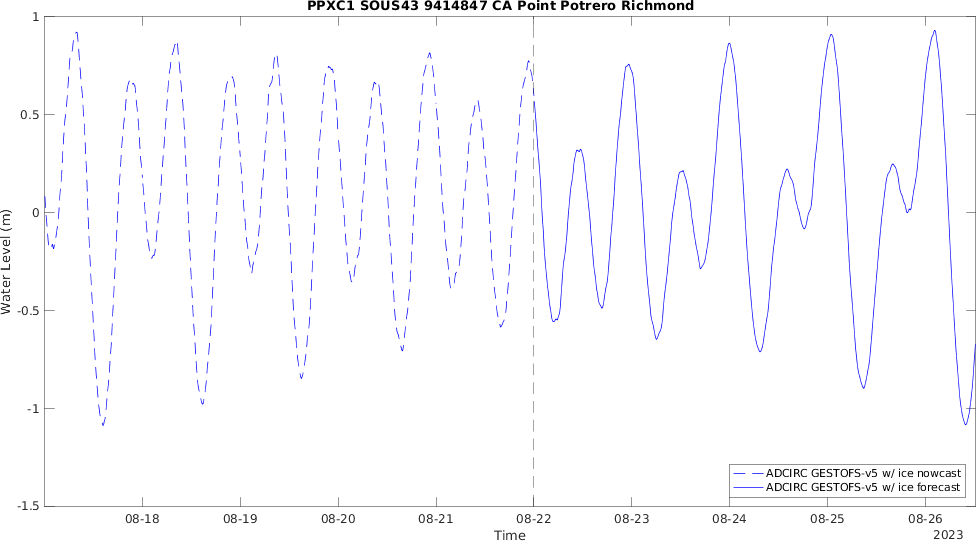 PPXC1 SOUS43 9414847 CA Point Potrero Richmond
1
0.5
0
-0.5
-1
-1.5
Water Level (m)
ADCIRC GESTOFS-v5 w/ ice nowcast
ADCIRC GESTOFS-v5 w/ ice forecast
08-18 08-19 08-20 08-21 08-22 08-23 08-24 08-25 08-26
Time
2023